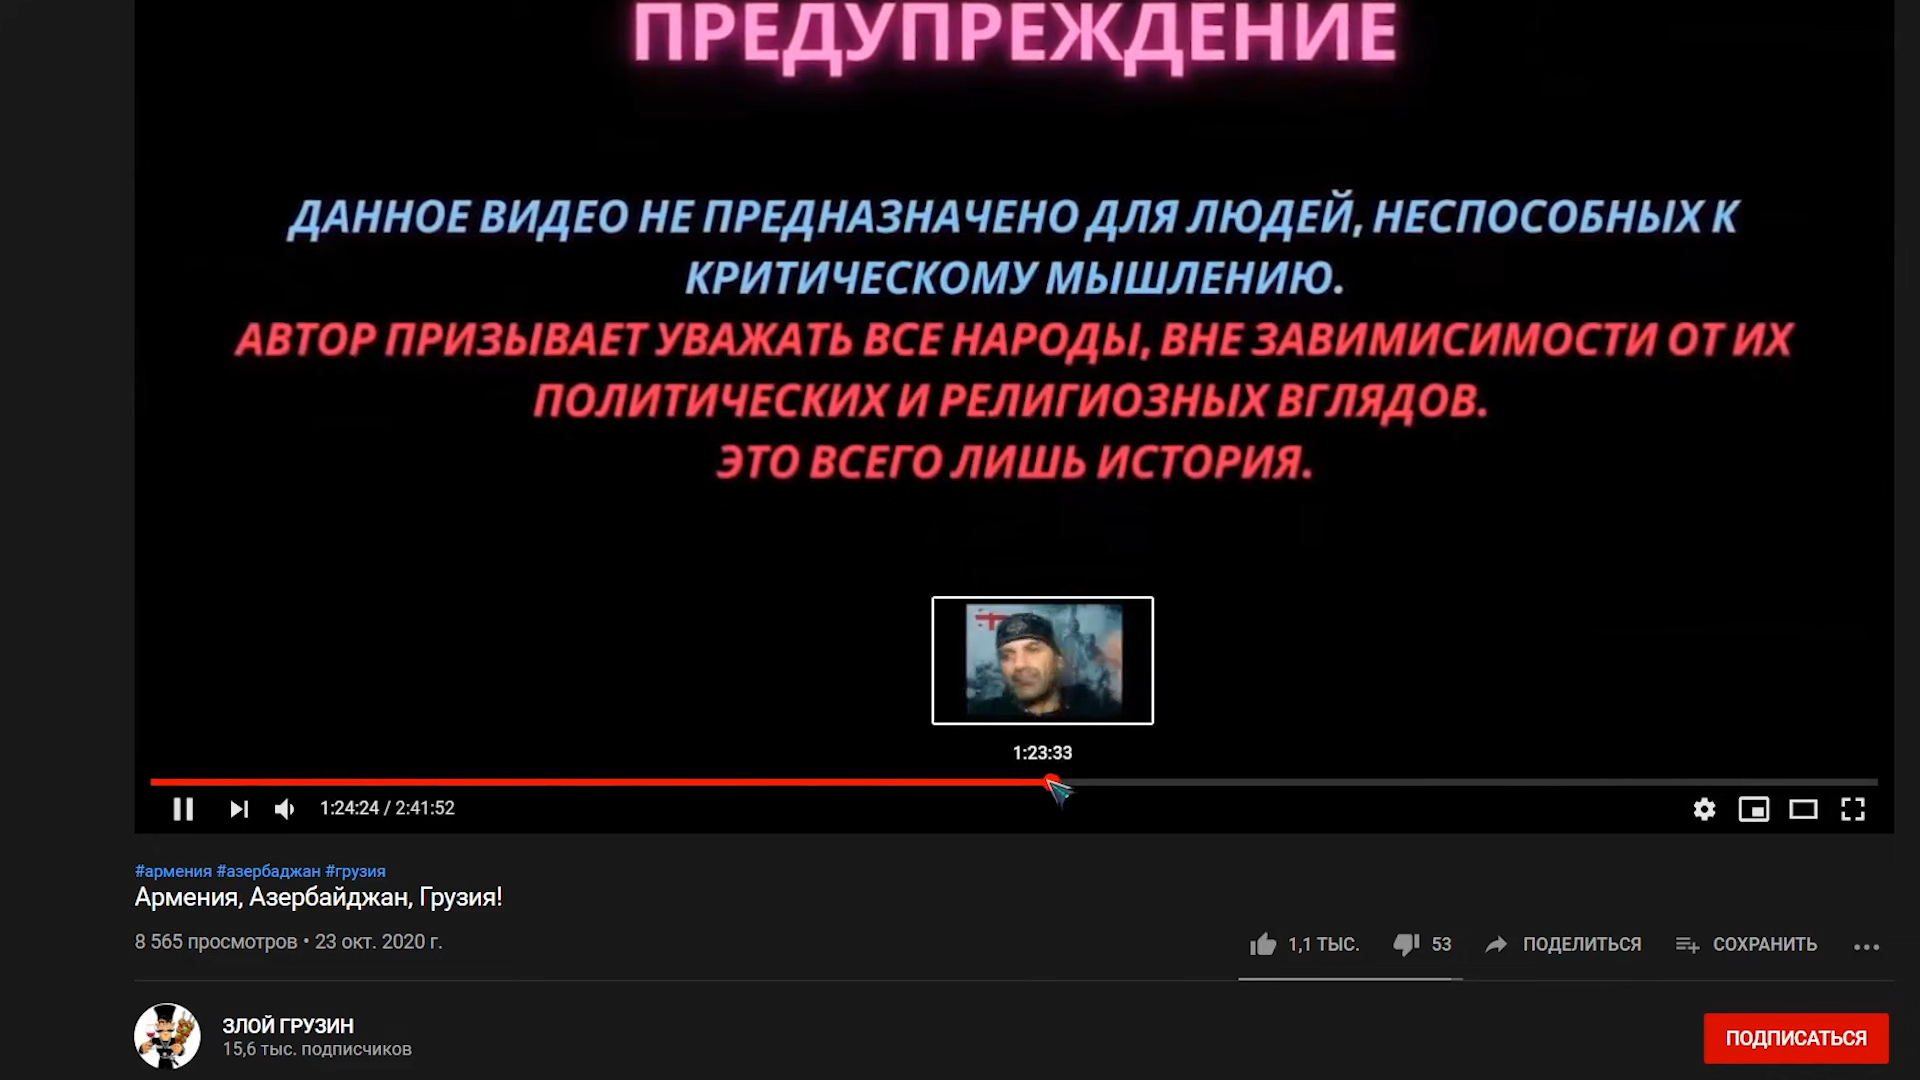 ПРЕДУПРЕЖДЕНИЕ
ДАННОЕ ВИДЕО НЕ ПРЕДНАЗНАЧЕНО ДЛЯ ЛЮДЕЙ, НЕСПОСОБНЫХ К
КРИТИЧЕСКОМУ МЫШЛЕНИЮ.
АВТОР ПРИЗЫВАЕТ УВАЖАТЬ ВСЕ НАРОДЫ, ВНЕ ЗАВИМИСИМОСТИ ОТ ИХ
ПОЛИТИЧЕСКИХ И РЕЛИГИОЗНЫХ ВГЛЯДОВ.
ЭТО ВСЕГО ЛИШЬ ИСТОРИЯ.
1:23:33
1:24:24 / 2:41:52
#армения #азербаджан #грузия
Армения, Азербайджан, Грузия!
8 565 просмотров • 23 окт. 2020 г.
1,1 ТЫС. 53 ПОДЕЛИТЬСЯ СОХРАНИТЬ
ЗЛОЙ ГРУЗИН
15,6 тыс. подписчиков
ПОДПИСАТЬСЯ